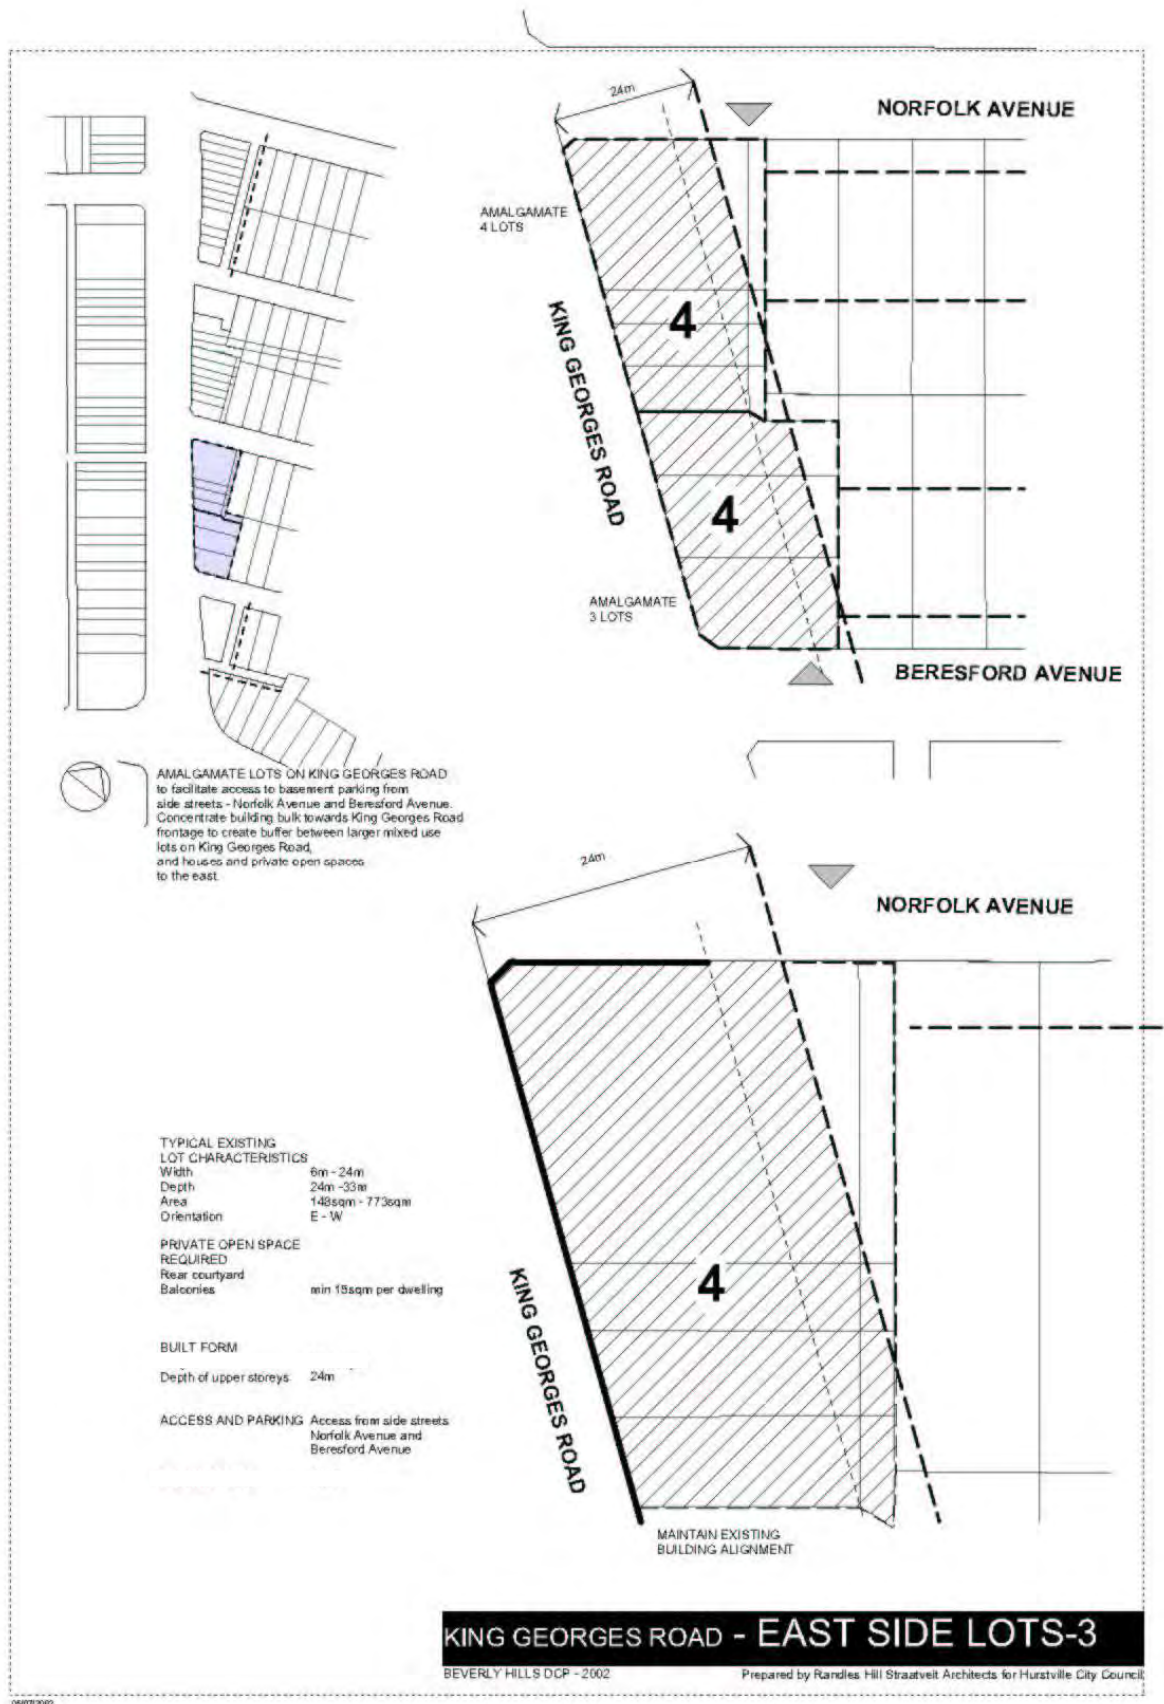 24m
NORFOLK AVENUE
AMALGAMATE
4 LOTS
4
KING GEORGES ROAD
4
AMALGAMATE
3 LOTS
BERESFORD AVENUE
AMALGAMATE LOTS ON KING GEORGES ROAD
to facilitate access to basement parking from
side streets - Norfolk Avenue and Beresford Avenue.
Concentrate building bulk towards King Georges Road
frontage to create buffer between larger mixed use
lots on King Georges Road,
and houses and private open spaces
to the east.
24m
NORFOLK AVENUE
4
KING GEORGES ROAD
MAINTAIN EXISTING
BUILDING ALIGNMENT
TYPICAL EXISTING
LOT CHARACTERISTICS
Width 6m - 24m
Depth 24m -33m
Area 148sqm - 773sqm
Orientation E - W
PRIVATE OPEN SPACE
REQUIRED
Rear courtyard
Balconies min 15sqm per dwelling
BUILT FORM
Depth of upper storeys 24m
ACCESS AND PARKING Access from side streets
Norfolk Avenue and
Beresford Avenue
KING GEORGES ROAD - EAST SIDE LOTS-3
BEVERLY HILLS DCP - 2002 Prepared by Randles Hill Straatveit Architects for Hurstville City Council